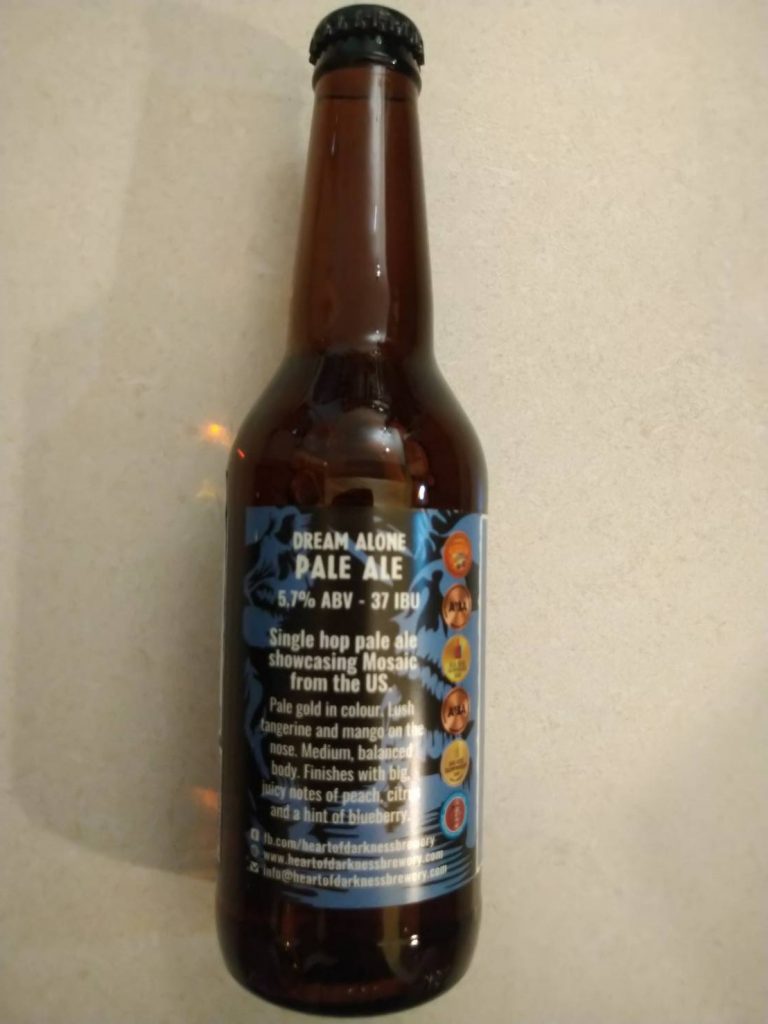 DREAM ALONE
PALE ALE
5.7% ABV - 37 IBU
Single hop pale ale
showcasing Mosaic
from the US.
Pale gold in colour. Lush
tangerine and mango on the
nose. Medium, balanced
body. Finishes with big,
juicy notes of peach, citrus
and a hint of blueberry.
fb.com/heartofdarknessbrewery
www.heartofdarknessbrewery.com
info@heartofdarknessbrewery.com